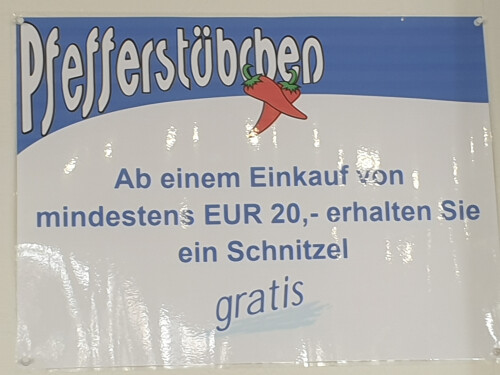 Pfefferstübchen
Ab einem Einkauf von
mindestens EUR 20,- erhalten Sie
ein Schnitzel
gratis